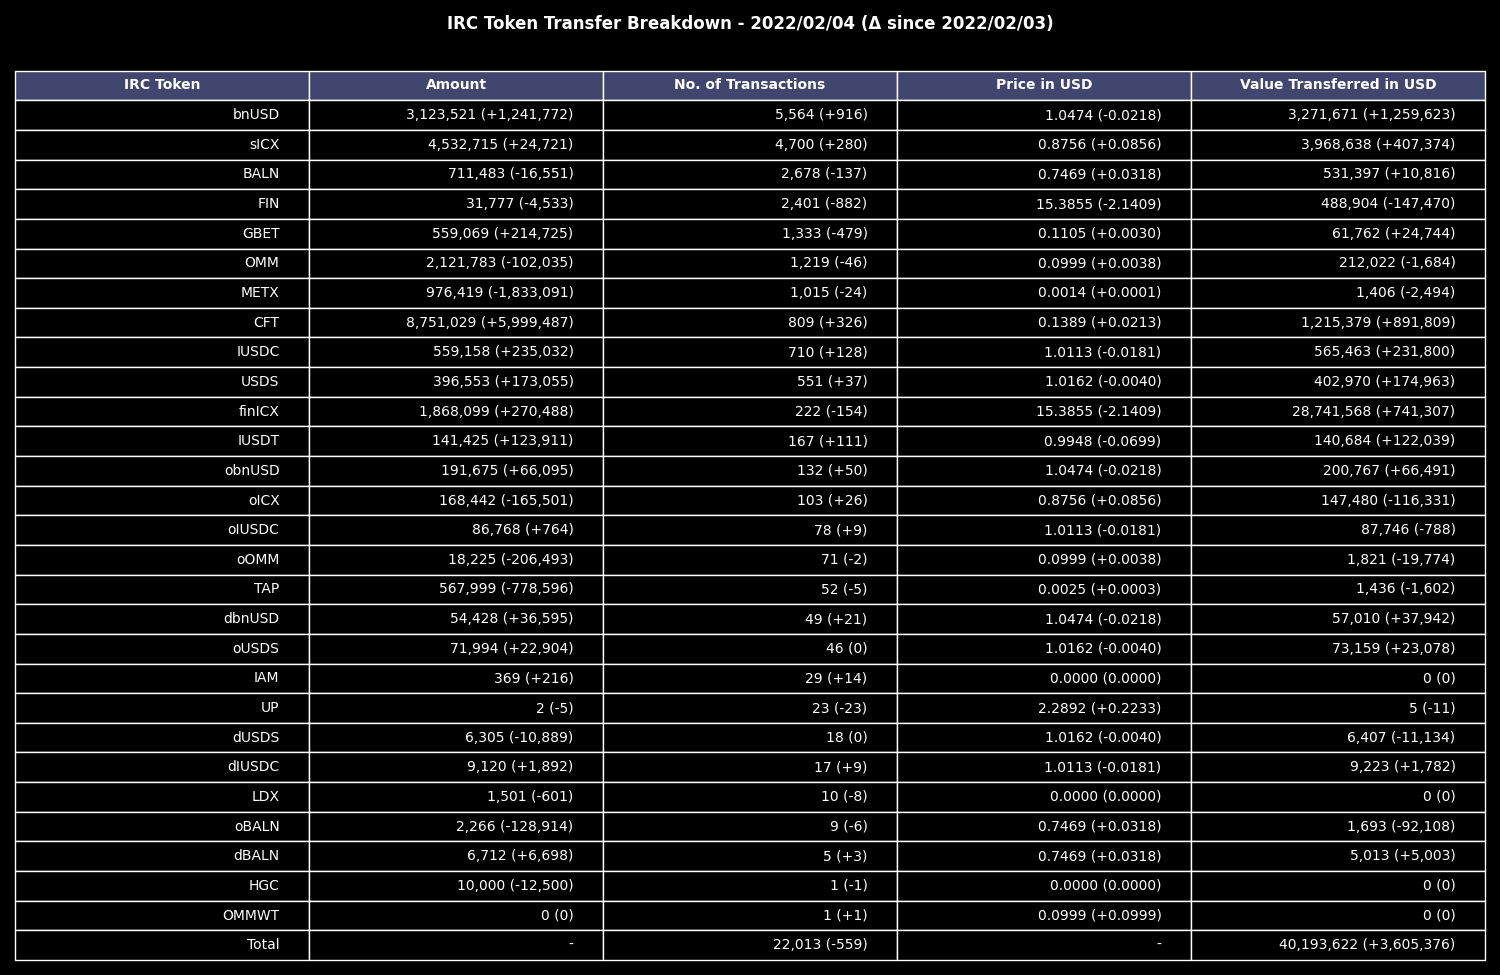 IRC Token Transfer Breakdown - 2022/02/04 (Δ since 2022/02/03)
IRC Token Amount No. of Transactions Price in USD Value Transferred in USD
bnUSD 3,123,521 (+1,241,772) 5,564 (+916) 1.0474 (-0.0218) 3,271,671 (+1,259,623)
sICX 4,532,715 (+24,721) 4,700 (+280) 0.8756 (+0.0856) 3,968,638 (+407,374)
BALN 711,483 (-16,551) 2,678 (-137) 0.7469 (+0.0318) 531,397 (+10,816)
FIN 31,777 (-4,533) 2,401 (-882) 15.3855 (-2.1409) 488,904 (-147,470)
GBET 559,069 (+214,725) 1,333 (-479) 0.1105 (+0.0030) 61,762 (+24,744)
OMM 2,121,783 (-102,035) 1,219 (-46) 0.0999 (+0.0038) 212,022 (-1,684)
METX 976,419 (-1,833,091) 1,015 (-24) 0.0014 (+0.0001) 1,406 (-2,494)
CFT 8,751,029 (+5,999,487) 809 (+326) 0.1389 (+0.0213) 1,215,379 (+891,809)
IUSDC 559,158 (+235,032) 710 (+128) 1.0113 (-0.0181) 565,463 (+231,800)
USDS 396,553 (+173,055) 551 (+37) 1.0162 (-0.0040) 402,970 (+174,963)
finICX 1,868,099 (+270,488) 222 (-154) 15.3855 (-2.1409) 28,741,568 (+741,307)
IUSDT 141,425 (+123,911) 167 (+111) 0.9948 (-0.0699) 140,684 (+122,039)
obnUSD 191,675 (+66,095) 132 (+50) 1.0474 (-0.0218) 200,767 (+66,491)
oICX 168,442 (-165,501) 103 (+26) 0.8756 (+0.0856) 147,480 (-116,331)
oIUSDC 86,768 (+764) 78 (+9) 1.0113 (-0.0181) 87,746 (-788)
oOMM 18,225 (-206,493) 71 (-2) 0.0999 (+0.0038) 1,821 (-19,774)
TAP 567,999 (-778,596) 52 (-5) 0.0025 (+0.0003) 1,436 (-1,602)
dbnUSD 54,428 (+36,595) 49 (+21) 1.0474 (-0.0218) 57,010 (+37,942)
oUSDS 71,994 (+22,904) 46 (0) 1.0162 (-0.0040) 73,159 (+23,078)
IAM 369 (+216) 29 (+14) 0.0000 (0.0000) 0 (0)
UP 2 (-5) 23 (-23) 2.2892 (+0.2233) 5 (-11)
dUSDS 6,305 (-10,889) 18 (0) 1.0162 (-0.0040) 6,407 (-11,134)
dIUSDC 9,120 (+1,892) 17 (+9) 1.0113 (-0.0181) 9,223 (+1,782)
LDX 1,501 (-601) 10 (-8) 0.0000 (0.0000) 0 (0)
oBALN 2,266 (-128,914) 9 (-6) 0.7469 (+0.0318) 1,693 (-92,108)
dBALN 6,712 (+6,698) 5 (+3) 0.7469 (+0.0318) 5,013 (+5,003)
HGC 10,000 (-12,500) 1 (-1) 0.0000 (0.0000) 0 (0)
OMMWT 0 (0) 1 (+1) 0.0999 (+0.0999) 0 (0)
Total - 22,013 (-559) - 40,193,622 (+3,605,376)